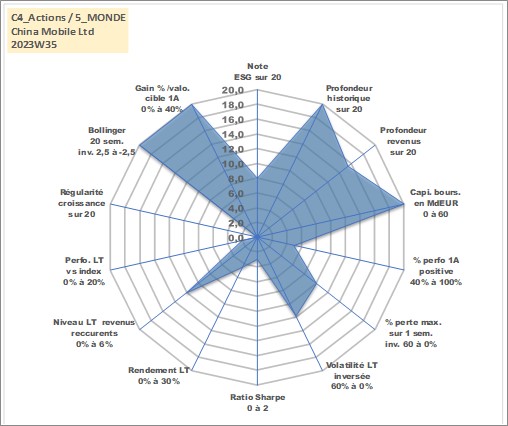 C4_Actions / 5_MONDE
China Mobile Ltd
2023W35
Note
ESG sur 20
Profondeur
historique
sur 20
Profondeur
revenus
sur 20
Capi. bours.
en MdEUR
0 à 60
% perfo 1A
positive
40% à 100%
% perte max.
sur 1 sem.
inv. 60 à 0%
Volatilité LT
inversée
60% à 0%
Ratio Sharpe
0 à 2
Rendement LT
0% à 30%
Niveau LT revenus
reccurents
0% à 6%
Perfo. LT
vs index
0% à 20%
Régularité
croissance
sur 20
Bollinger
20 sem.
inv. 2,5 à -2,5
Gain % /valo.
cible 1A
0% à 40%
20,0
18,0
16,0
14,0
12,0
10,0
8,0
6,0
4,0
2,0
0,0